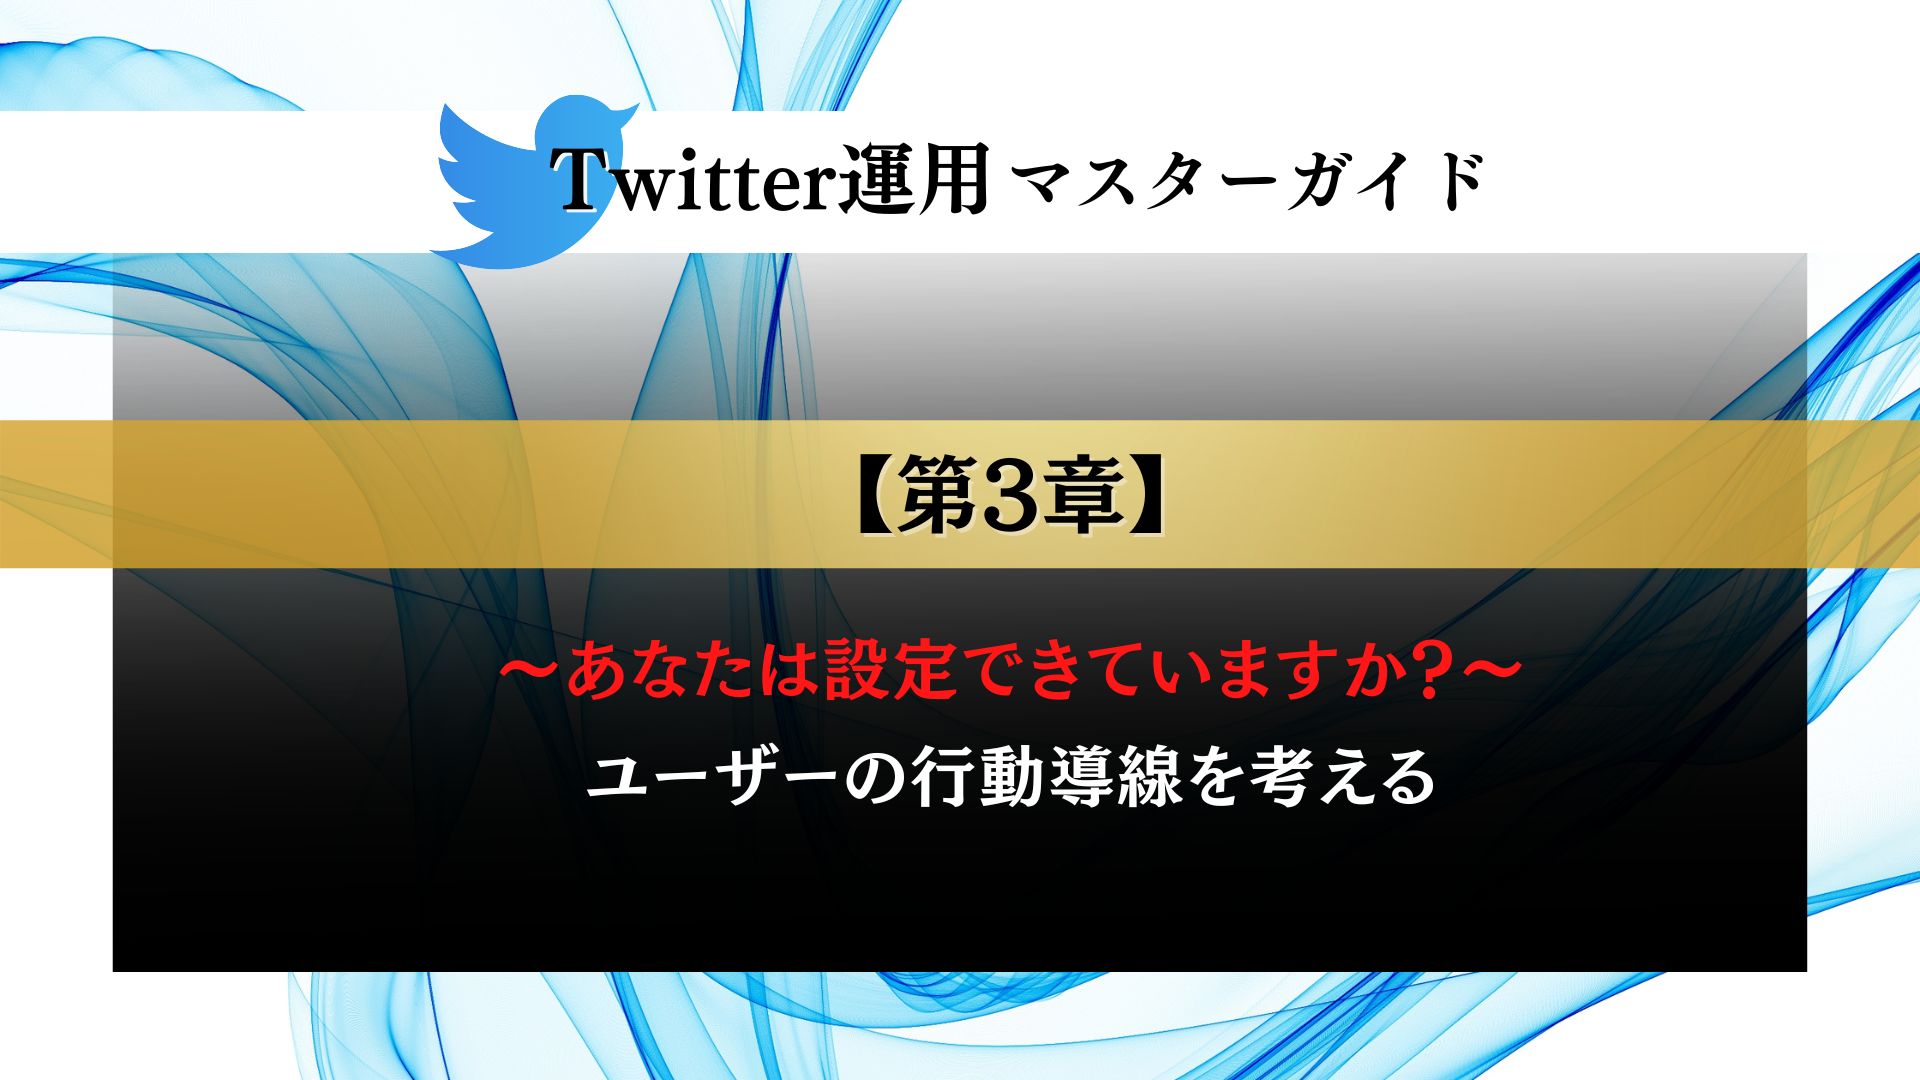 Twitter運用マスターガイド
【第3章】
～あなたは設定できていますか?～
ユーザーの行動導線を考える